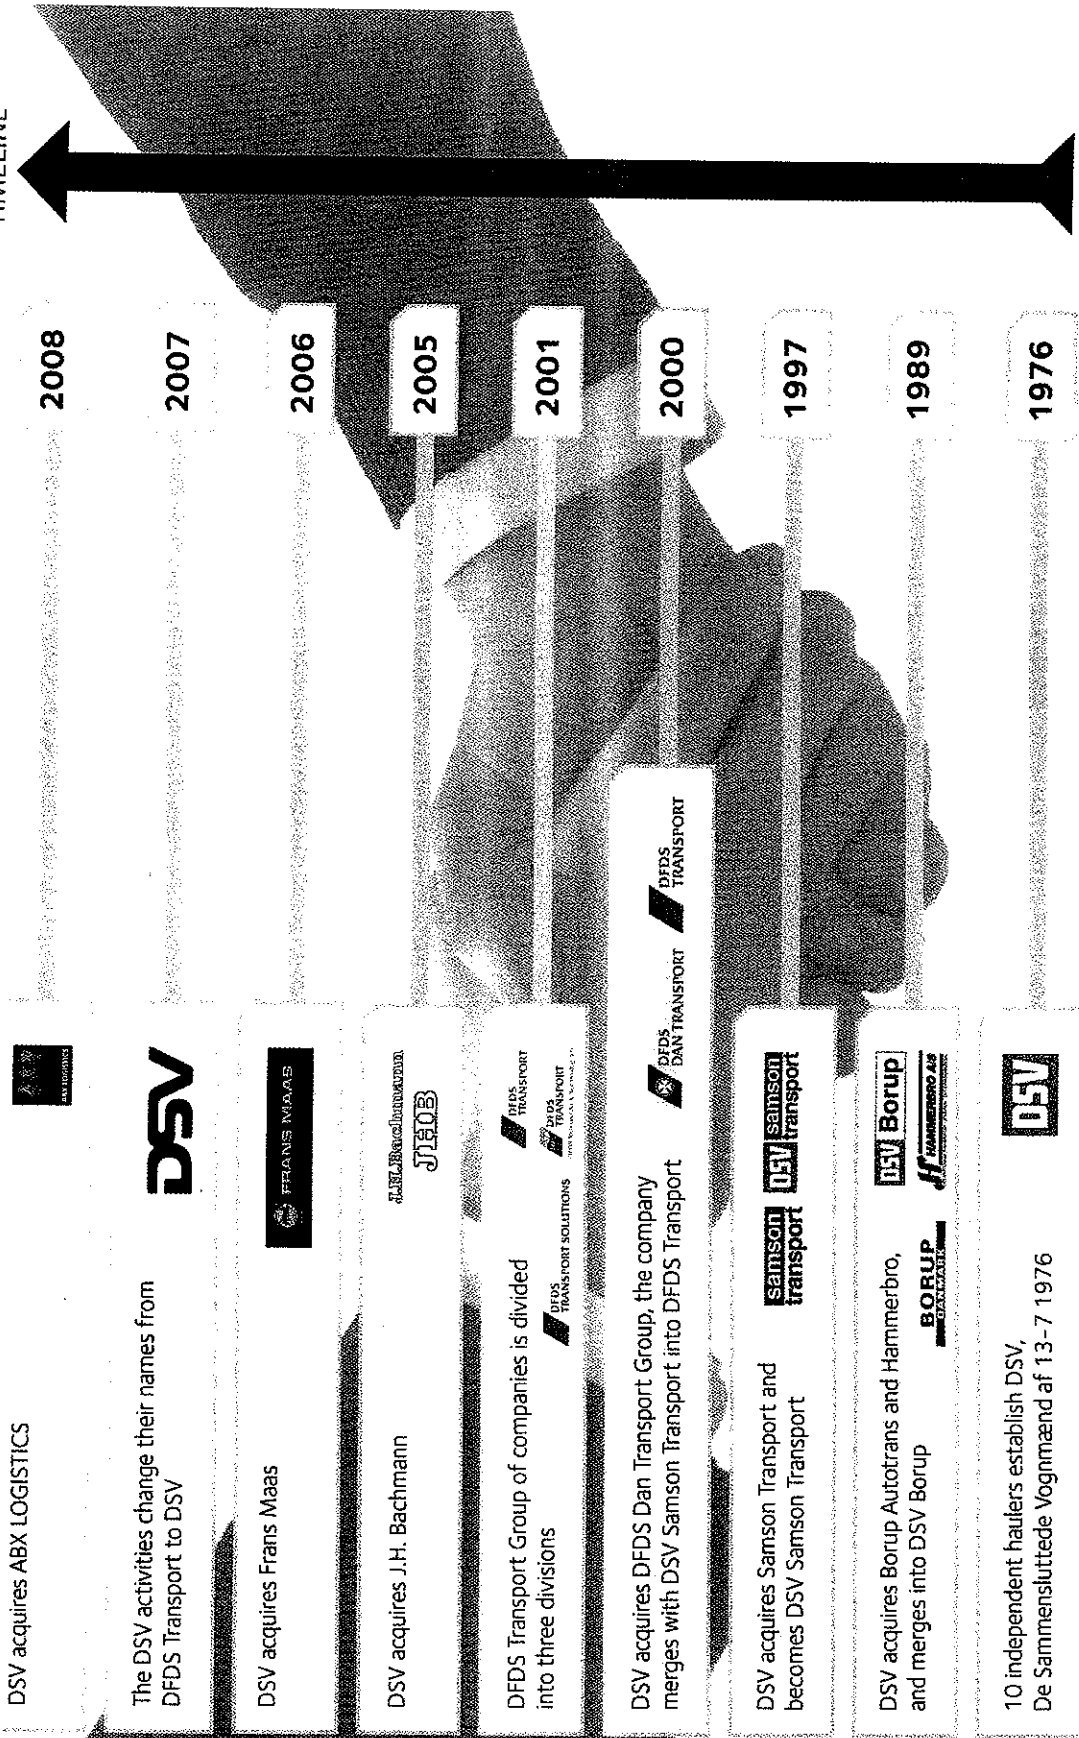 TIMELINE
2008
DSV acquires ABX LOGISTICS
ABX LOGISTICS
2007
The DSV activities change their names from
DFDS Transport to DSV
DSV
2006
DSV acquires Frans Maas
FRANS MAAS
2005
DSV acquires J.H. Bachmann
J.H.Bachmann
JHB
2001
DFDS Transport Group of companies is divided
into three divisions
DFDS
TRANSPORT SOLUTIONS
DFDS
TRANSPORT
DFDS
TRANSPORT
2000
DSV acquires DFDS Dan Transport Group, the company
merges with DSV Samson Transport into DFDS Transport
DFDS
DAN TRANSPORT
DFDS
TRANSPORT
1997
DSV acquires Samson Transport and
becomes DSV Samson Transport
samson
transport
DSV samson
transport
1989
DSV acquires Borup Autotrans and Hammerbro,
and merges into DSV Borup
BORUP
DANMARK
DSV Borup
HAMMERBRO A/S
1976
10 independent haulers establish DSV,
De Sammensluttede Vognmænd af 13-7 1976
DSV